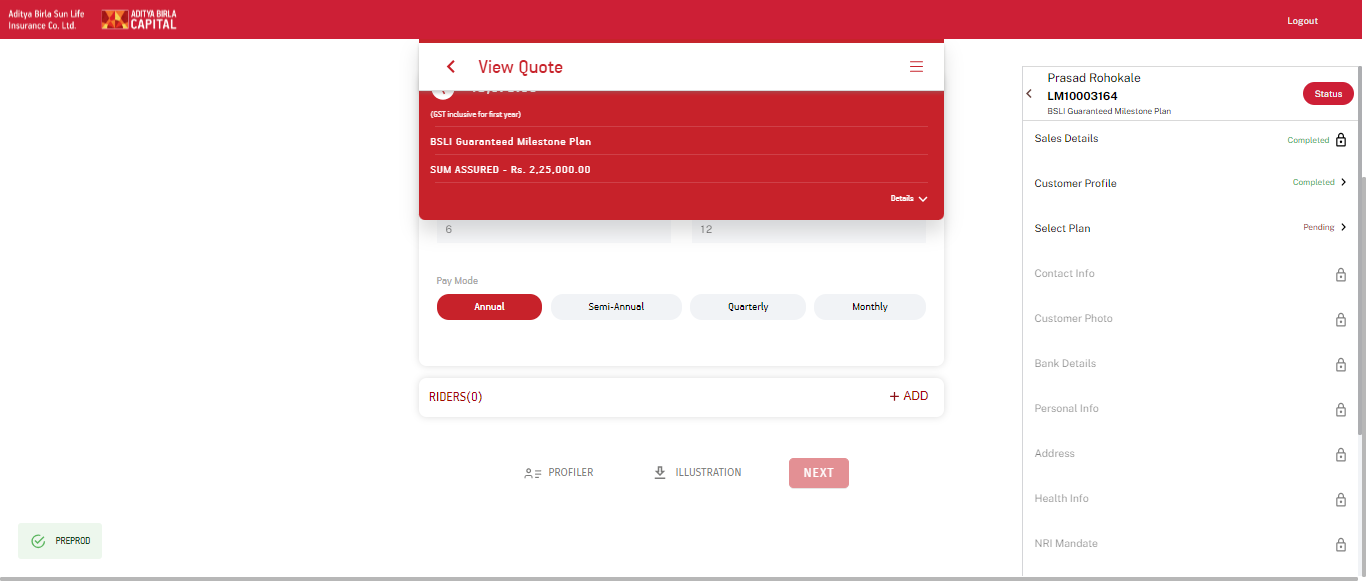 Aditya Birla Sun Life
Insurance Co. Ltd.
ADITYA BIRLA
CAPITAL
Logout
View Quote
(GST inclusive for first year)
BSLI Guaranteed Milestone Plan
SUM ASSURED - Rs. 2,25,000.00
Details
6
12
Pay Mode
Annual
Semi-Annual
Quarterly
Monthly
RIDERS(0)
+ ADD
PROFILER
ILLUSTRATION
NEXT
PREPROD
Prasad Rohokale
LM10003164
BSLI Guaranteed Milestone Plan
Status
Sales Details
Completed
Customer Profile
Completed
Select Plan
Pending
Contact Info
Customer Photo
Bank Details
Personal Info
Address
Health Info
NRI Mandate